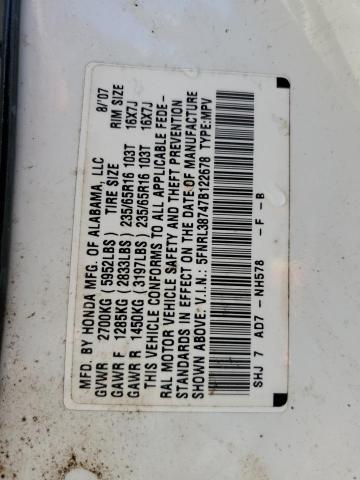 MFD. BY HONDA MFG. OF ALABAMA, LLC 8/'07
GVWR 2700KG (5952LBS) TIRE SIZE RIM SIZE
GAWR F 1285KG (2833LBS) 235/65R16 103T 16X7J
GAWR R 1450KG (3197LBS) 235/65R16 103T 16X7J
THIS VEHICLE CONFORMS TO ALL APPLICABLE FEDE-
RAL MOTOR VEHICLE SAFETY AND THEFT PREVENTION
STANDARDS IN EFFECT ON THE DATE OF MANUFACTURE
SHOWN ABOVE. V.I.N.: 5FNRL38747B122678 TYPE:MPV
SHJ 7 AD7 -NH578 -F -B